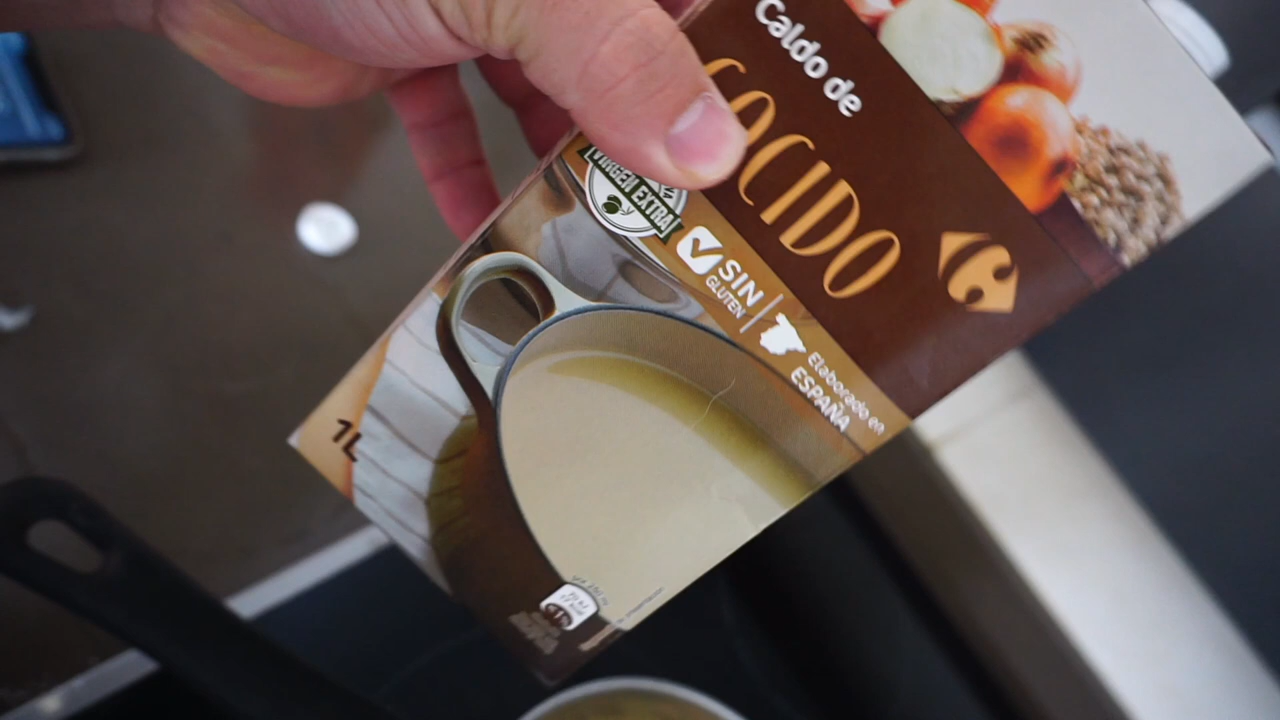 Caldo de
COCIDO
VIRGEN EXTRA
SIN
GLUTEN
Elaborado en
ESPAÑA
1L